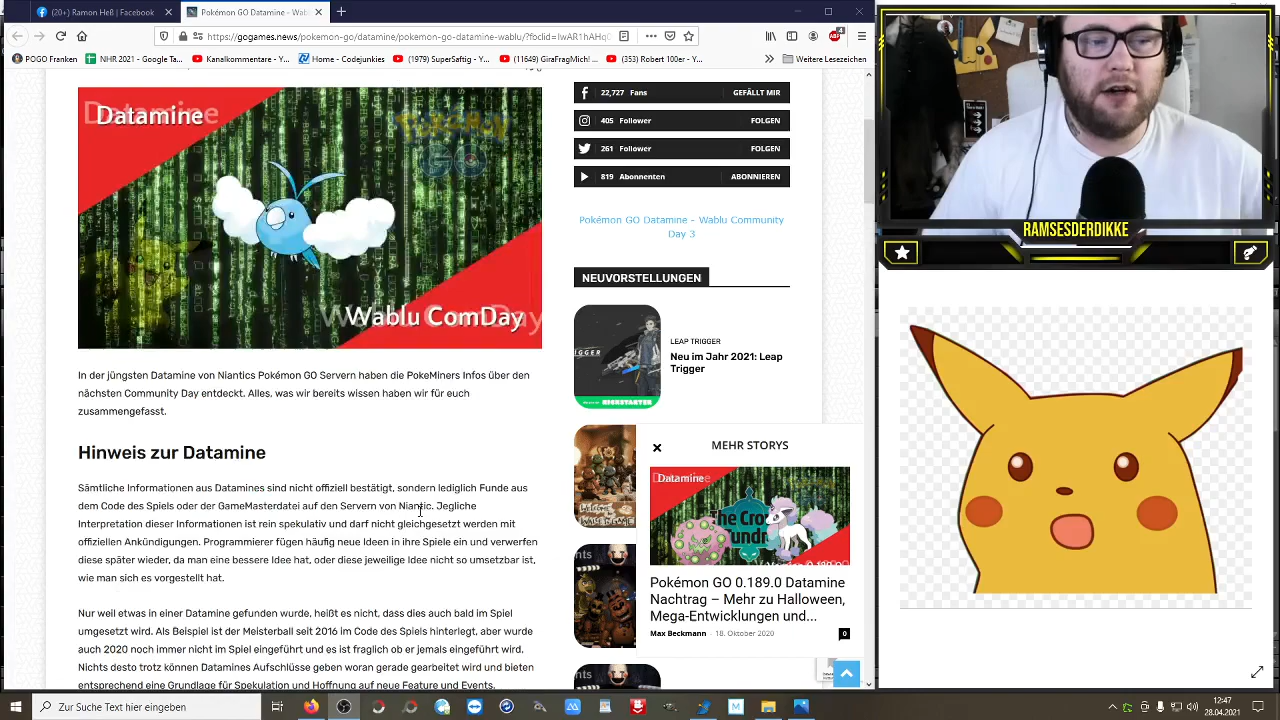 (20+) Ramon Heß | Facebook
Pokémon GO Datamine - Wablu
POGO Franken
NHR 2021 - Google Ta...
Kanalkommentare - Yo...
Home - Codejunkies
(1979) SuperSaftig - Yo...
(11649) GiraFragMich! ...
(353) Robert 100er - Y...
Weitere Lesezeichen
Datamine
Wablu ComDay
22,727 Fans GEFÄLLT MIR
405 Follower FOLGEN
261 Follower FOLGEN
819 Abonnenten ABONNIEREN
Pokémon GO Datamine - Wablu Community
Day 3
NEUVORSTELLUNGEN
LEAP TRIGGER
Neu im Jahr 2021: Leap
Trigger
In der jüngsten Datamine von Niantics Pokémon GO Servern haben die PokeMiners Infos über den
nächsten Community Day entdeckt. Alles, was wir bereits wissen haben wir für euch
zusammengefasst.
Hinweis zur Datamine
Sämtliche Informationen aus Datamines sind nicht offiziell bestätigt, sondern lediglich Funde aus
dem Code des Spiels oder der GameMasterdatei auf den Servern von Niantic. Jegliche
Interpretation dieser Informationen ist rein spekulativ und darf nicht gleichgesetzt werden mit
offiziellen Ankündigungen. Programmierer fügen häufig neue Ideen in ihre Spiele ein und verwerfen
diese später wieder, da man eine bessere Idee hat, oder diese jeweilige Idee nicht so umsetzbar ist,
wie man sich es vorgestellt hat.
Nur weil etwas in einer Datamine gefunden wurde, heißt es nicht, dass dies auch bald im Spiel
umgesetzt wird. Als Beispiel ist der Meisterball seit 2016 im Code des Spiels hinterlegt, aber wurde
auch 2020 noch immer nicht im Spiel eingeführt und es ist fraglich ob er jemals eingeführt wird.
Nichts desto trotz können Datamines Aufschlüsse geben woran gerade gearbeitet wird und bieten
entsprechend eine Grundlage für Spekulation und Hoffnung auf neue Feature und Events.
MEHR STORYS
Datamine
Pokémon GO 0.189.0 Datamine
Nachtrag – Mehr zu Halloween,
Mega-Entwicklungen und...
Max Beckmann - 18. Oktober 2020 0
RAMSESDERDIKKE
Zur Suche Text hier eingeben
12:47
28.04.2021